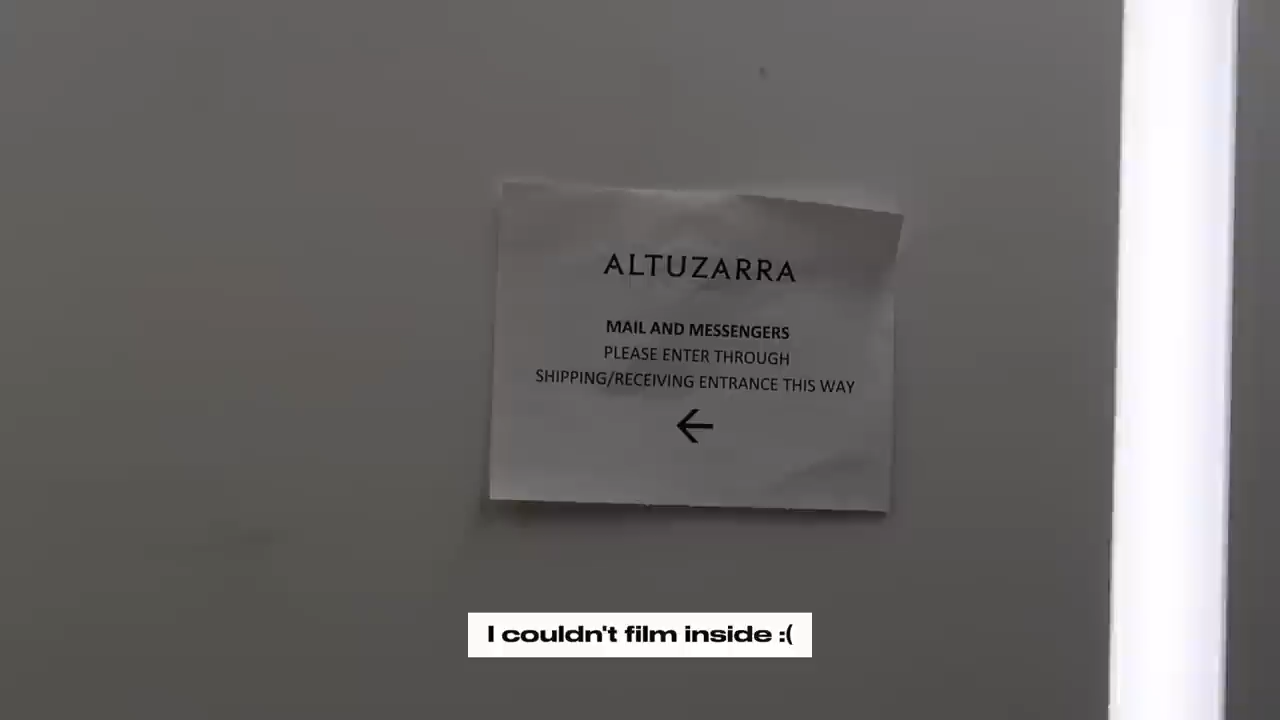 ALTUZARRA
MAIL AND MESSENGERS
PLEASE ENTER THROUGH
SHIPPING/RECEIVING ENTRANCE THIS WAY
←
I couldn't film inside :(